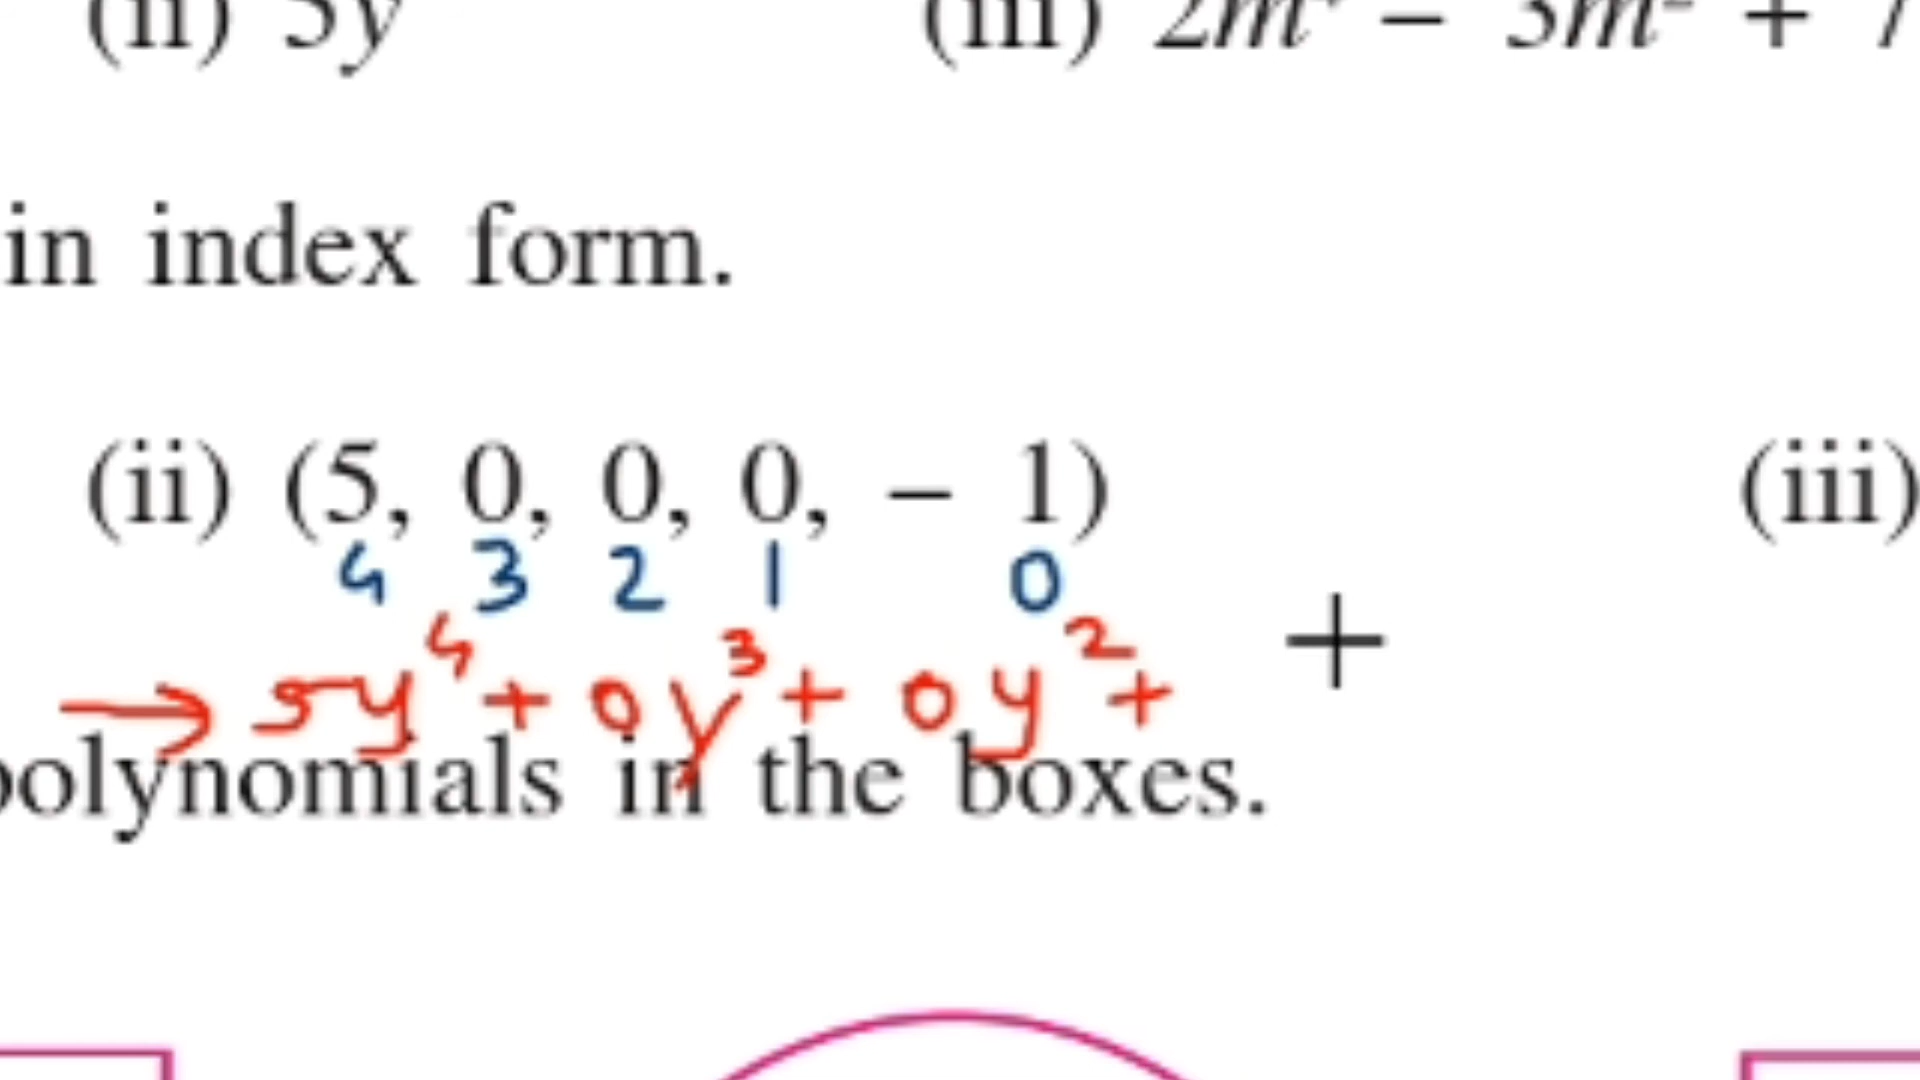 (ii) 5y (iii) 2m – 3m² + 7
in index form.
(ii) (5, 0, 0, 0, – 1) (iii)
4 3 2 1 0
→ 5y⁴ + 0y³ + 0y² +
polynomials in the boxes.